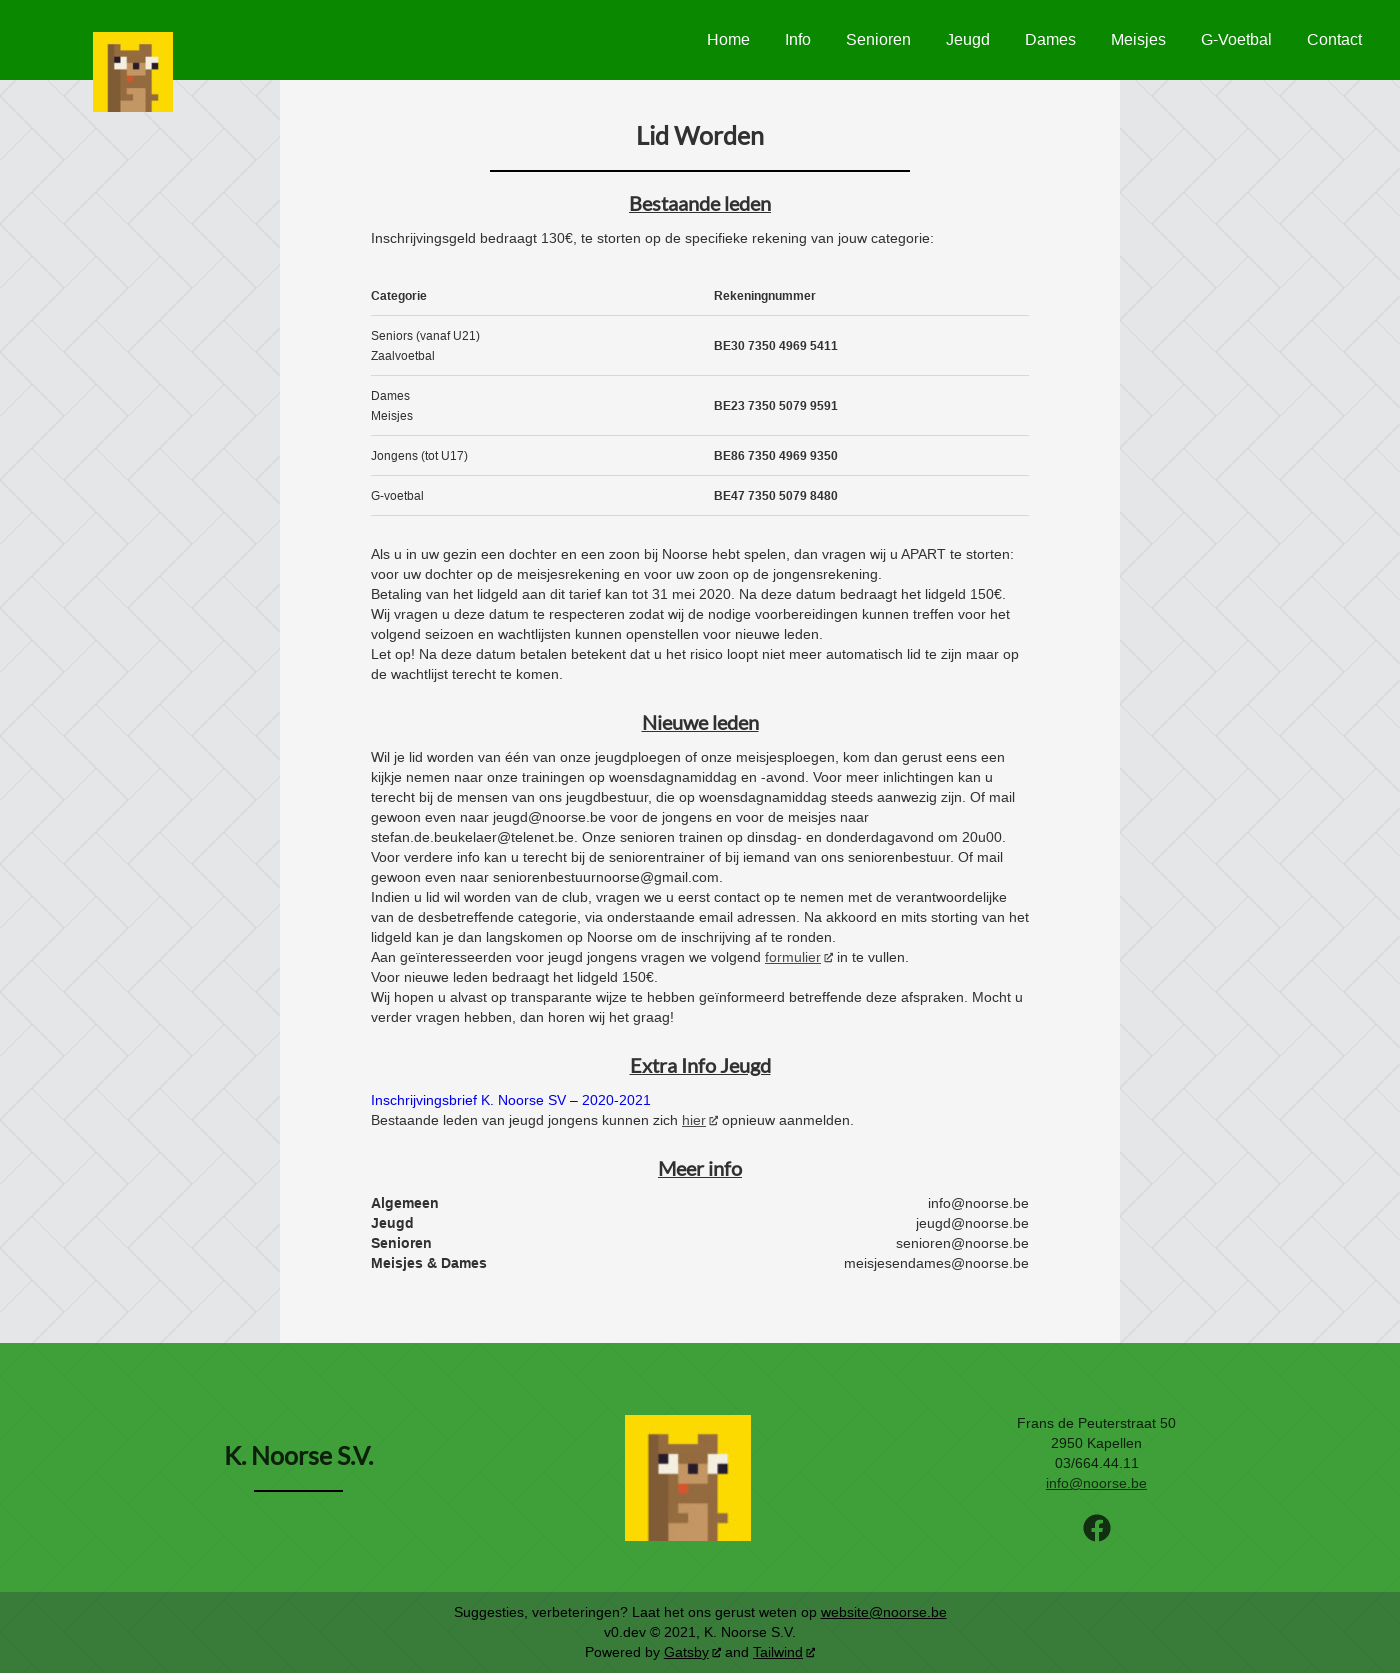 Home Info Senioren Jeugd Dames Meisjes G-Voetbal Contact
Lid Worden
Bestaande leden
Inschrijvingsgeld bedraagt 130€, te storten op de specifieke rekening van jouw categorie:
Categorie Rekeningnummer
Seniors (vanaf U21)
Zaalvoetbal
BE30 7350 4969 5411
Dames
Meisjes
BE23 7350 5079 9591
Jongens (tot U17) BE86 7350 4969 9350
G-voetbal BE47 7350 5079 8480
Als u in uw gezin een dochter en een zoon bij Noorse hebt spelen, dan vragen wij u APART te storten:
voor uw dochter op de meisjesrekening en voor uw zoon op de jongensrekening.
Betaling van het lidgeld aan dit tarief kan tot 31 mei 2020. Na deze datum bedraagt het lidgeld 150€.
Wij vragen u deze datum te respecteren zodat wij de nodige voorbereidingen kunnen treffen voor het
volgend seizoen en wachtlijsten kunnen openstellen voor nieuwe leden.
Let op! Na deze datum betalen betekent dat u het risico loopt niet meer automatisch lid te zijn maar op
de wachtlijst terecht te komen.
Nieuwe leden
Wil je lid worden van één van onze jeugdploegen of onze meisjesploegen, kom dan gerust eens een
kijkje nemen naar onze trainingen op woensdagnamiddag en -avond. Voor meer inlichtingen kan u
terecht bij de mensen van ons jeugdbestuur, die op woensdagnamiddag steeds aanwezig zijn. Of mail
gewoon even naar jeugd@noorse.be voor de jongens en voor de meisjes naar
stefan.de.beukelaer@telenet.be. Onze senioren trainen op dinsdag- en donderdagavond om 20u00.
Voor verdere info kan u terecht bij de seniorentrainer of bij iemand van ons seniorenbestuur. Of mail
gewoon even naar seniorenbestuurnoorse@gmail.com.
Indien u lid wil worden van de club, vragen we u eerst contact op te nemen met de verantwoordelijke
van de desbetreffende categorie, via onderstaande email adressen. Na akkoord en mits storting van het
lidgeld kan je dan langskomen op Noorse om de inschrijving af te ronden.
Aan geïnteresseerden voor jeugd jongens vragen we volgend formulier in te vullen.
Voor nieuwe leden bedraagt het lidgeld 150€.
Wij hopen u alvast op transparante wijze te hebben geïnformeerd betreffende deze afspraken. Mocht u
verder vragen hebben, dan horen wij het graag!
Extra Info Jeugd
Inschrijvingsbrief K. Noorse SV – 2020-2021
Bestaande leden van jeugd jongens kunnen zich hier opnieuw aanmelden.
Meer info
Algemeen info@noorse.be
Jeugd jeugd@noorse.be
Senioren senioren@noorse.be
Meisjes & Dames meisjesendames@noorse.be
K. Noorse S.V.
Frans de Peuterstraat 50
2950 Kapellen
03/664.44.11
info@noorse.be
Suggesties, verbeteringen? Laat het ons gerust weten op website@noorse.be
v0.dev © 2021, K. Noorse S.V.
Powered by Gatsby and Tailwind